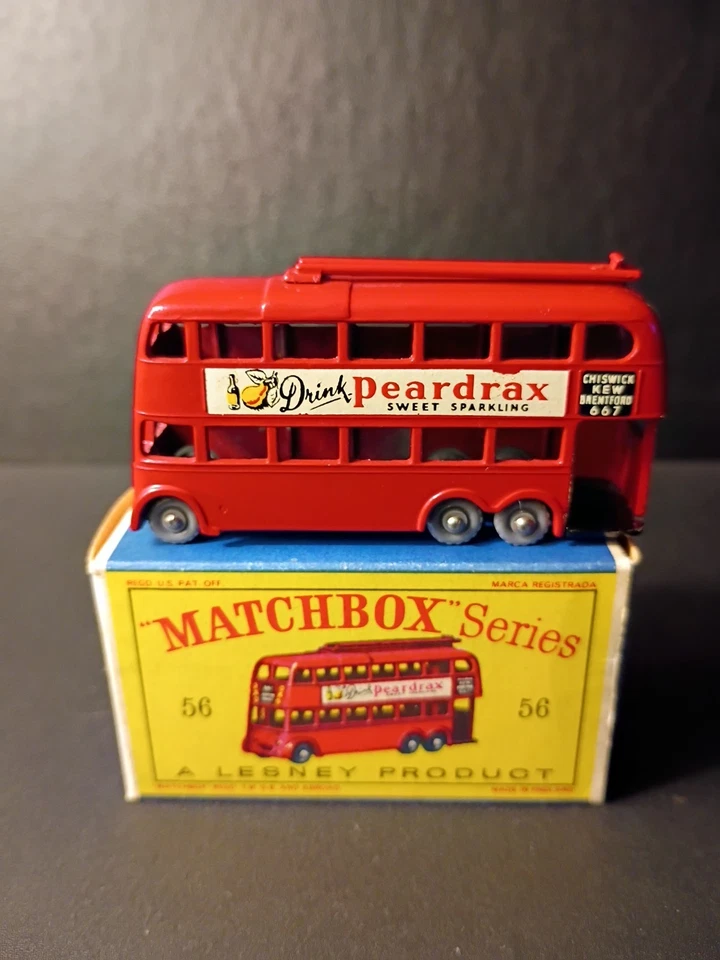 Drink Peardrax
SWEET SPARKLING
CHISWICK
KEW
BRENTFORD
667
REGD U.S PAT OFF
MARCA REGISTRADA
"MATCHBOX" Series
Drink peardrax
56
56
A LESNEY PRODUCT
MADE IN ENGLAND